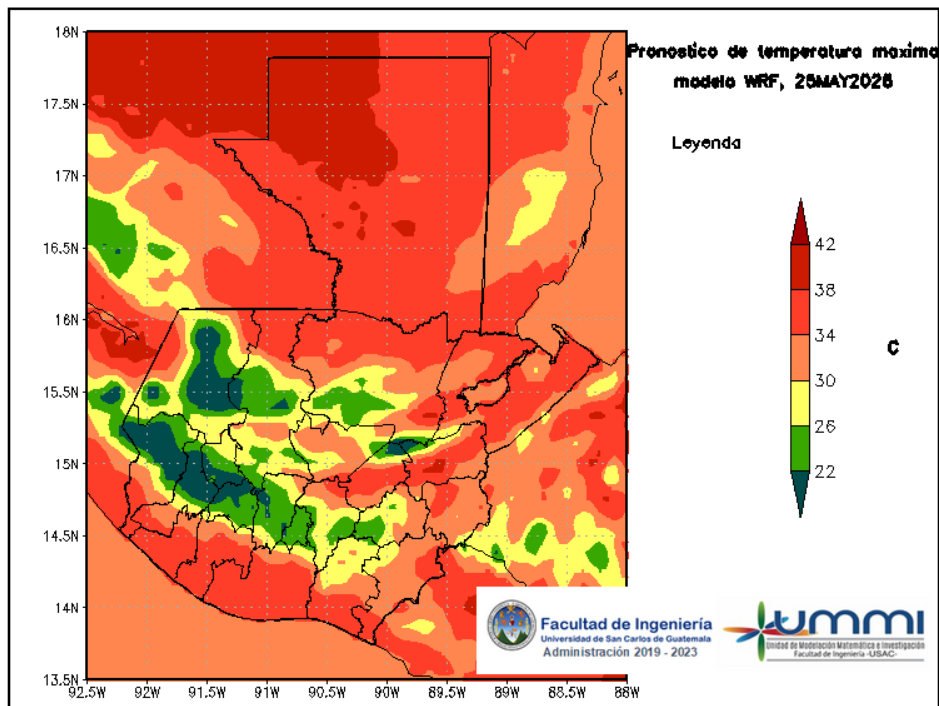 Pronostico de temperatura maxima
modelo WRF, 25MAY2026
Leyenda
18N
17.5N
17N
16.5N
16N
15.5N
15N
14.5N
14N
13.5N
92.5W
92W
91.5W
91W
90.5W
90W
89.5W
89W
88.5W
88W
42
38
34
30
26
22
C
Facultad de Ingeniería
Universidad de San Carlos de Guatemala
Administración 2019 - 2023
UMMI
Unidad de Modelación Matemática e Investigación
Facultad de Ingeniería -USAC-